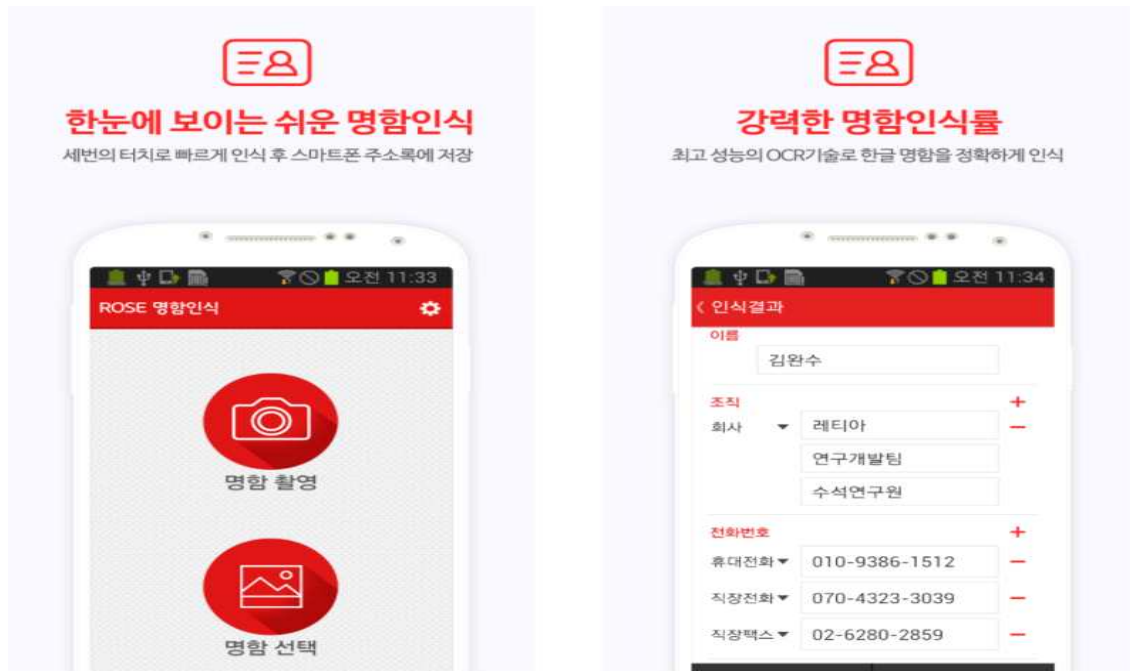 한눈에 보이는 쉬운 명함인식
세번의 터치로 빠르게 인식 후 스마트폰 주소록에 저장
오전 11:33
ROSE 명함인식
명함 촬영
명함 선택
강력한 명함인식률
최고 성능의 OCR기술로 한글 명함을 정확하게 인식
오전 11:34
인식결과
이름
김완수
조직
회사 레티아
연구개발팀
수석연구원
전화번호
휴대전화 010-9386-1512
직장전화 070-4323-3039
직장팩스 02-6280-2859